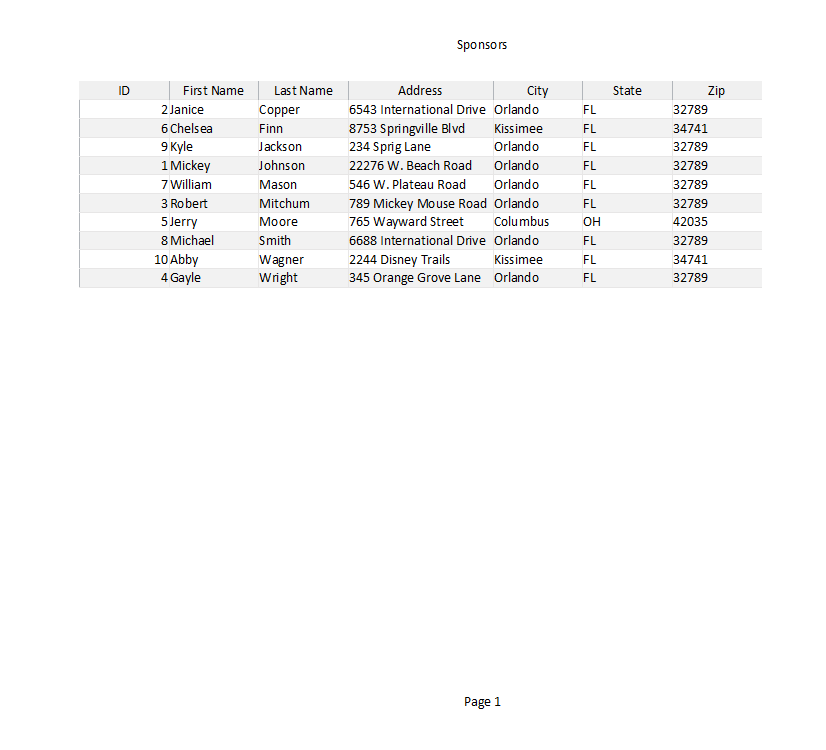 Sponsors
ID First Name Last Name Address City State Zip
2 Janice Copper 6543 International Drive Orlando FL 32789
6 Chelsea Finn 8753 Springville Blvd Kissimee FL 34741
9 Kyle Jackson 234 Sprig Lane Orlando FL 32789
1 Mickey Johnson 22276 W. Beach Road Orlando FL 32789
7 William Mason 546 W. Plateau Road Orlando FL 32789
3 Robert Mitchum 789 Mickey Mouse Road Orlando FL 32789
5 Jerry Moore 765 Wayward Street Columbus OH 42035
8 Michael Smith 6688 International Drive Orlando FL 32789
10 Abby Wagner 2244 Disney Trails Kissimee FL 34741
4 Gayle Wright 345 Orange Grove Lane Orlando FL 32789
Page 1